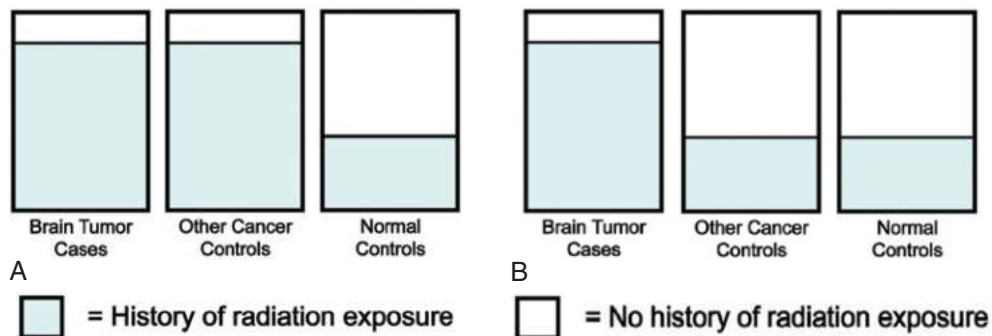 Brain Tumor
Cases
Other Cancer
Controls
Normal
Controls
A
Brain Tumor
Cases
Other Cancer
Controls
Normal
Controls
B
= History of radiation exposure
= No history of radiation exposure